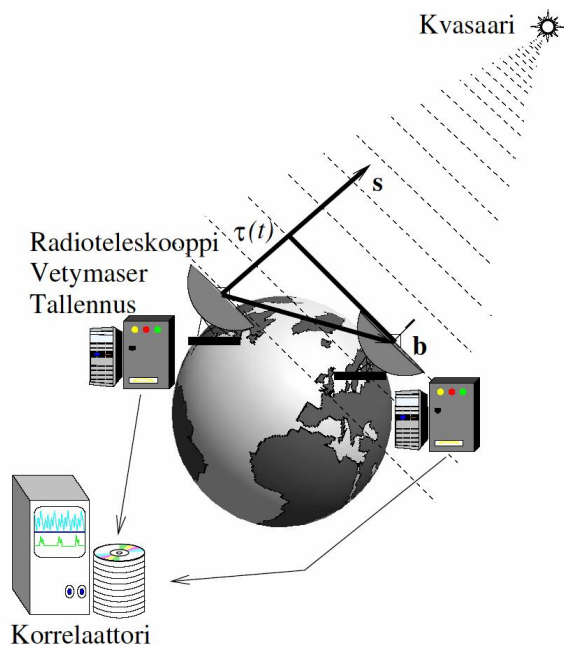 Kvasaari
s
τ(t)
Radioteleskooppi
Vetymaser
Tallennus
b
Korrelaattori